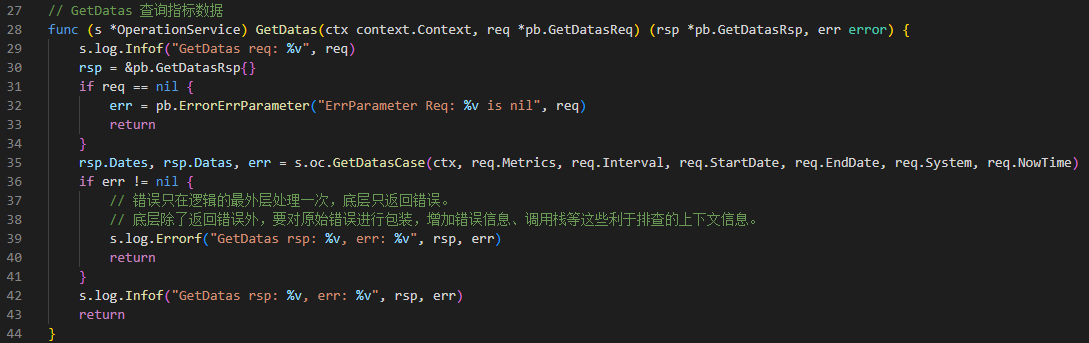 27 // GetDatas 查询指标数据
28 func (s *OperationService) GetDatas(ctx context.Context, req *pb.GetDatasReq) (rsp *pb.GetDatasRsp, err error) {
29     s.log.Infof("GetDatas req: %v", req)
30     rsp = &pb.GetDatasRsp{}
31     if req == nil {
32         err = pb.ErrorErrParameter("ErrParameter Req: %v is nil", req)
33         return
34     }
35     rsp.Dates, rsp.Datas, err = s.oc.GetDatasCase(ctx, req.Metrics, req.Interval, req.StartDate, req.EndDate, req.System, req.NowTime)
36     if err != nil {
37         // 错误只在逻辑的最外层处理一次，底层只返回错误。
38         // 底层除了返回错误外，要对原始错误进行包装，增加错误信息、调用栈等这些利于排查的上下文信息。
39         s.log.Errorf("GetDatas rsp: %v, err: %v", rsp, err)
40         return
41     }
42     s.log.Infof("GetDatas rsp: %v, err: %v", rsp, err)
43     return
44 }